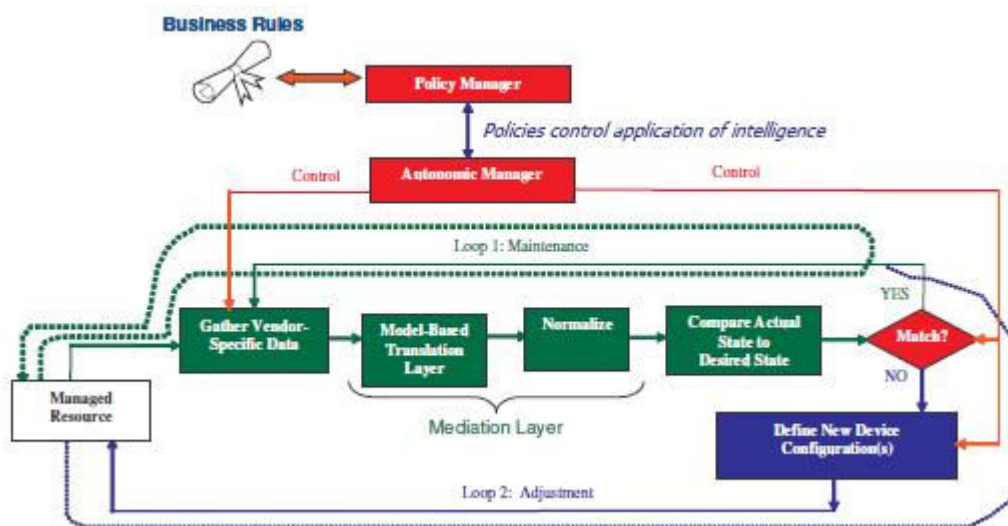 Business Rules
Policy Manager
Policies control application of intelligence
Control
Autonomic Manager
Control
Loop 1: Maintenance
YES
Gather Vendor-
Specific Data
Model-Based
Translation
Layer
Normalize
Compare Actual
State to
Desired State
Match?
NO
Managed
Resource
Mediation Layer
Define New Device
Configuration(s)
Loop 2: Adjustment